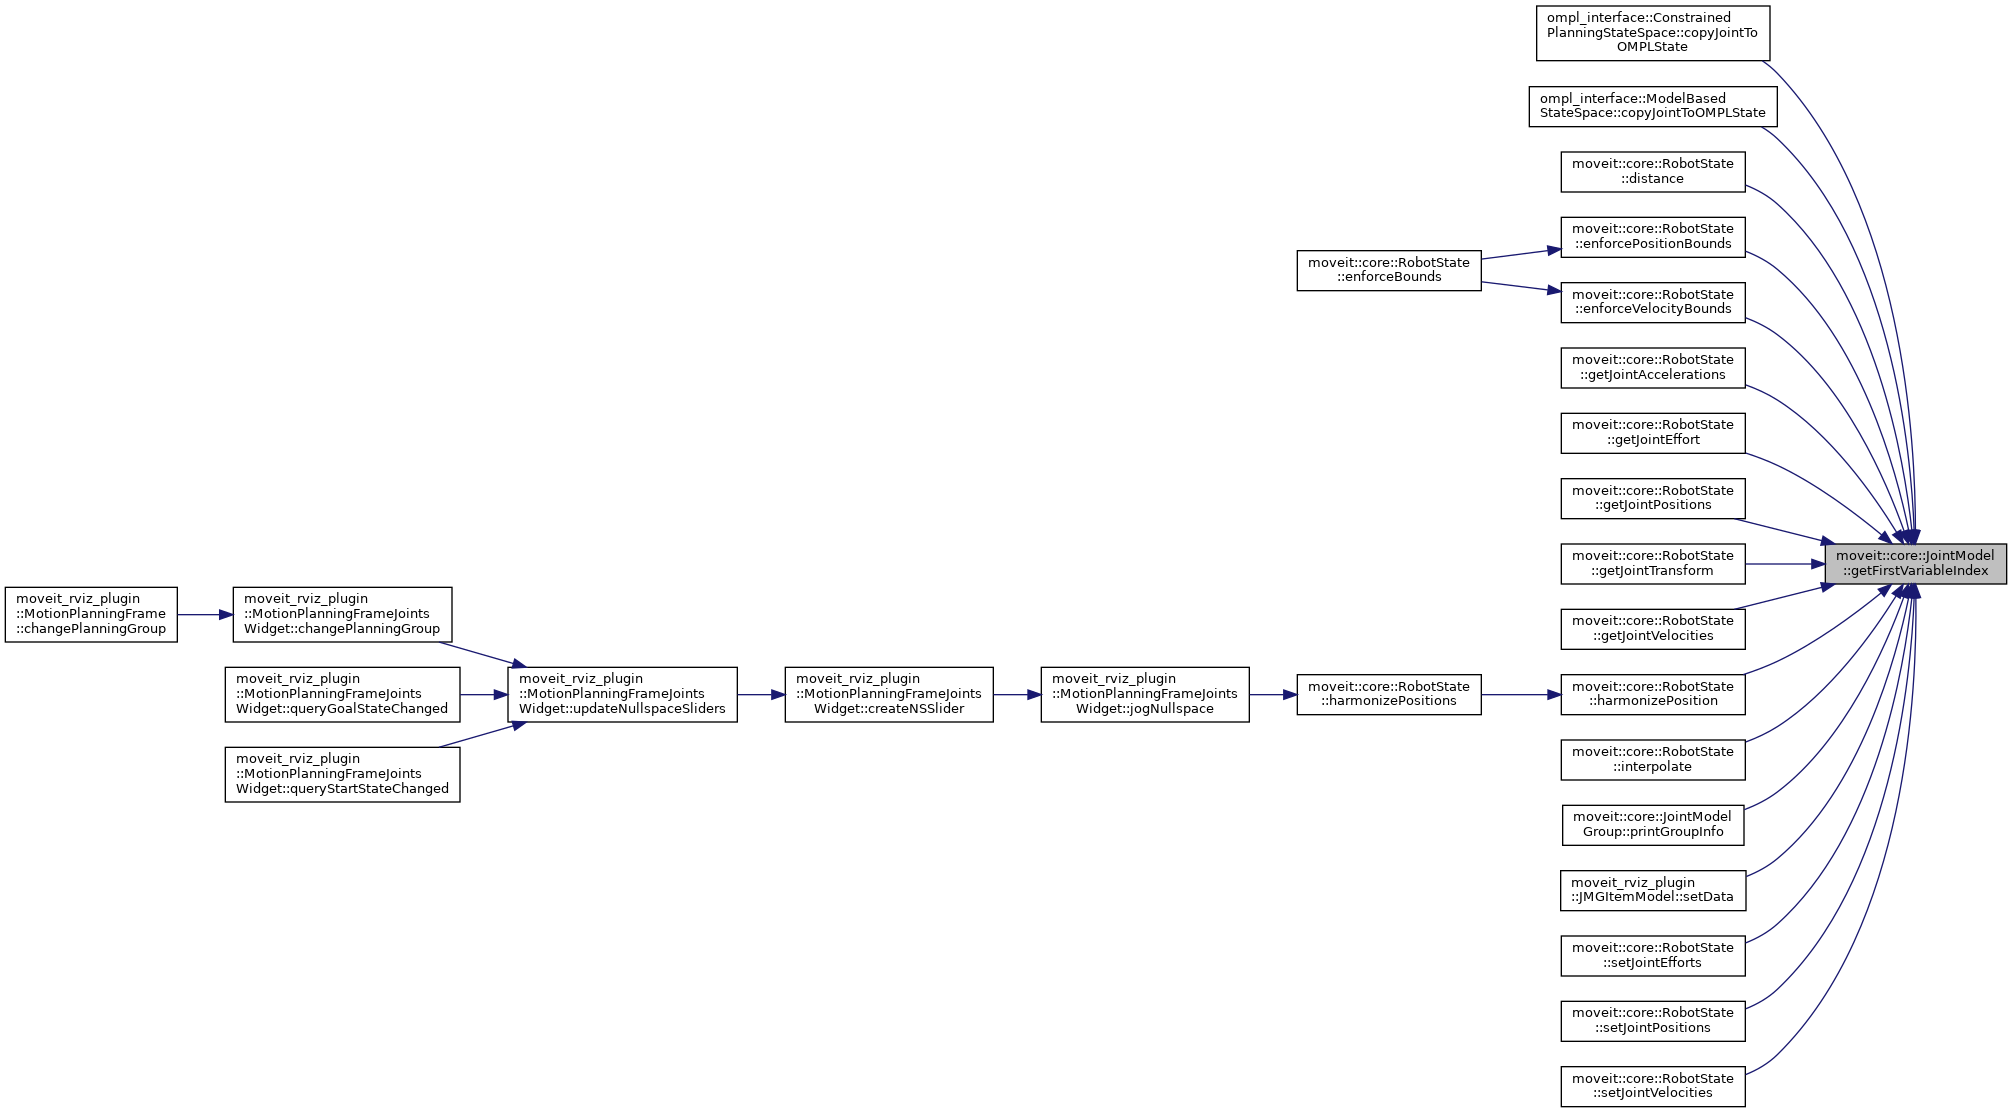 ompl_interface::Constrained
PlanningStateSpace::copyJointTo
OMPLState
ompl_interface::ModelBased
StateSpace::copyJointToOMPLState
moveit::core::RobotState
::distance
moveit::core::RobotState
::enforcePositionBounds
moveit::core::RobotState
::enforceBounds
moveit::core::RobotState
::enforceVelocityBounds
moveit::core::RobotState
::getJointAccelerations
moveit::core::RobotState
::getJointEffort
moveit::core::RobotState
::getJointPositions
moveit::core::RobotState
::getJointTransform
moveit::core::JointModel
::getFirstVariableIndex
moveit::core::RobotState
::getJointVelocities
moveit_rviz_plugin
::MotionPlanningFrame
::changePlanningGroup
moveit_rviz_plugin
::MotionPlanningFrameJoints
Widget::changePlanningGroup
moveit_rviz_plugin
::MotionPlanningFrameJoints
Widget::queryGoalStateChanged
moveit_rviz_plugin
::MotionPlanningFrameJoints
Widget::updateNullspaceSliders
moveit_rviz_plugin
::MotionPlanningFrameJoints
Widget::createNSSlider
moveit_rviz_plugin
::MotionPlanningFrameJoints
Widget::jogNullspace
moveit::core::RobotState
::harmonizePositions
moveit::core::RobotState
::harmonizePosition
moveit_rviz_plugin
::MotionPlanningFrameJoints
Widget::queryStartStateChanged
moveit::core::RobotState
::interpolate
moveit::core::JointModel
Group::printGroupInfo
moveit_rviz_plugin
::JMGItemModel::setData
moveit::core::RobotState
::setJointEfforts
moveit::core::RobotState
::setJointPositions
moveit::core::RobotState
::setJointVelocities